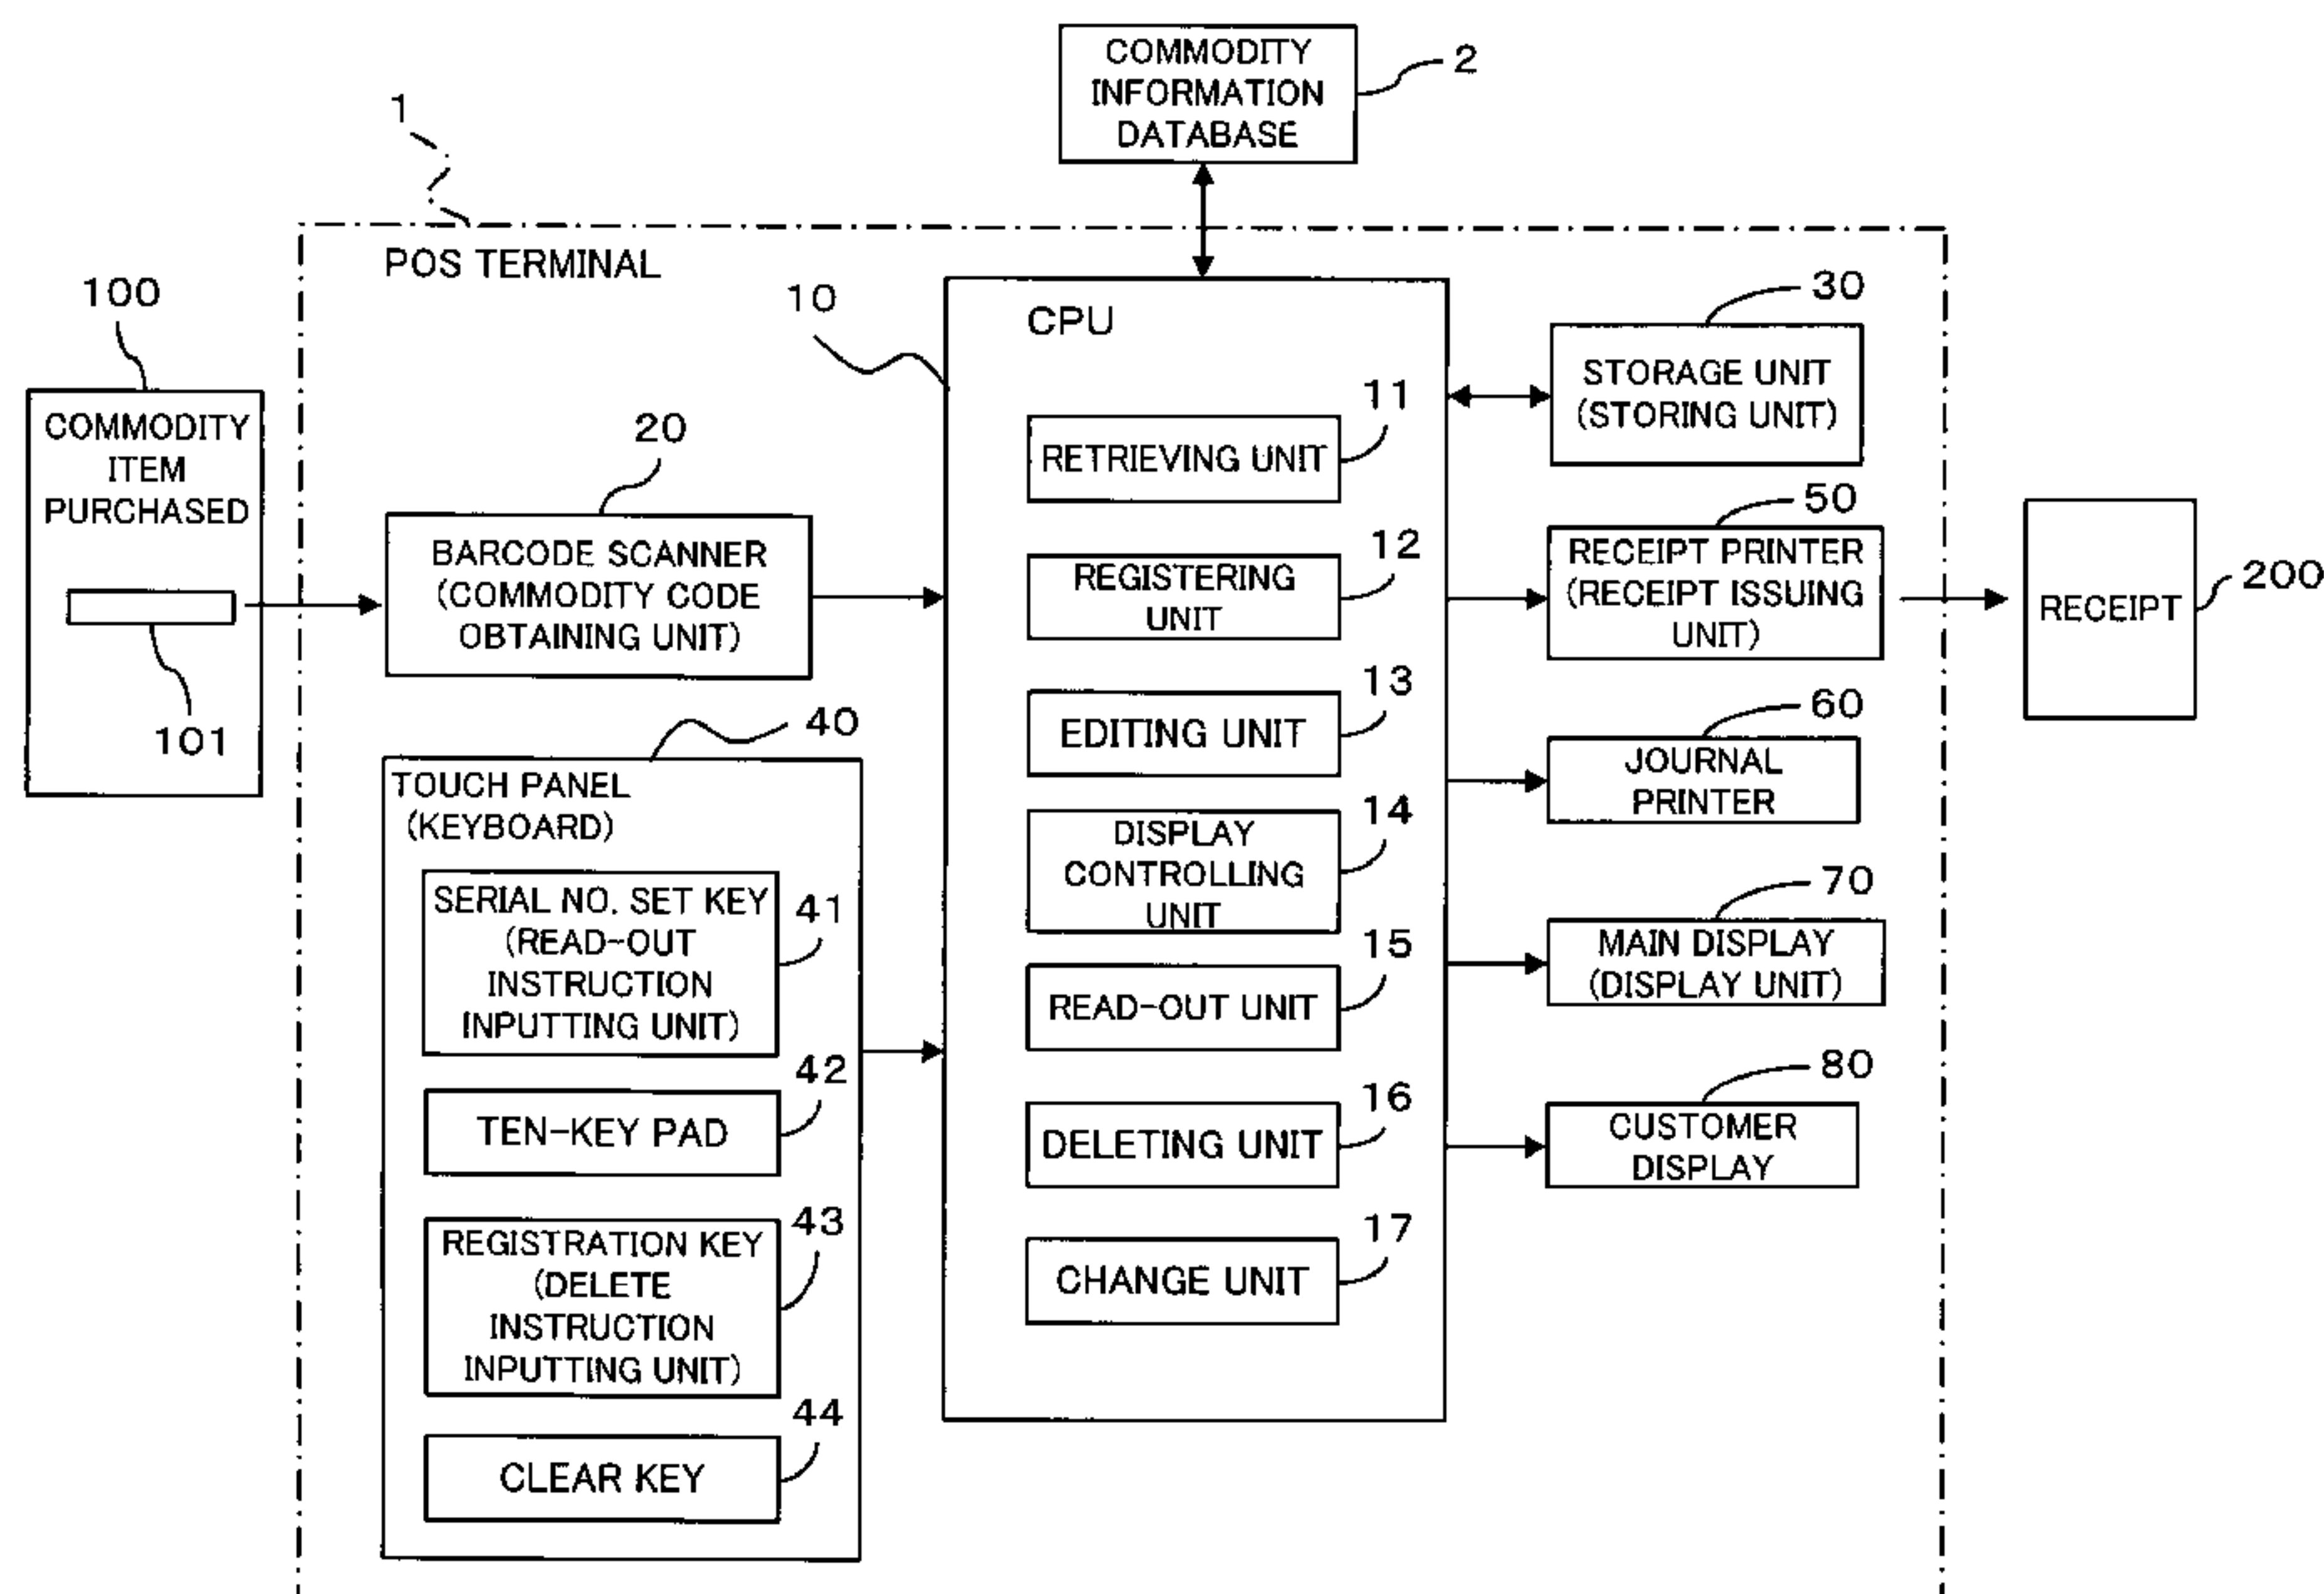 COMMODITY
INFORMATION
DATABASE
2
1
POS TERMINAL
100
COMMODITY
ITEM
PURCHASED
101
20
BARCODE SCANNER
(COMMODITY CODE
OBTAINING UNIT)
40
TOUCH PANEL
(KEYBOARD)
SERIAL NO. SET KEY
(READ-OUT
INSTRUCTION
INPUTTING UNIT)
41
TEN-KEY PAD
42
REGISTRATION KEY
(DELETE
INSTRUCTION
INPUTTING UNIT)
43
CLEAR KEY
44
10
CPU
11
RETRIEVING UNIT
12
REGISTERING
UNIT
13
EDITING UNIT
14
DISPLAY
CONTROLLING
UNIT
15
READ-OUT UNIT
16
DELETING UNIT
17
CHANGE UNIT
30
STORAGE UNIT
(STORING UNIT)
50
RECEIPT PRINTER
(RECEIPT ISSUING
UNIT)
60
JOURNAL
PRINTER
70
MAIN DISPLAY
(DISPLAY UNIT)
80
CUSTOMER
DISPLAY
RECEIPT
200